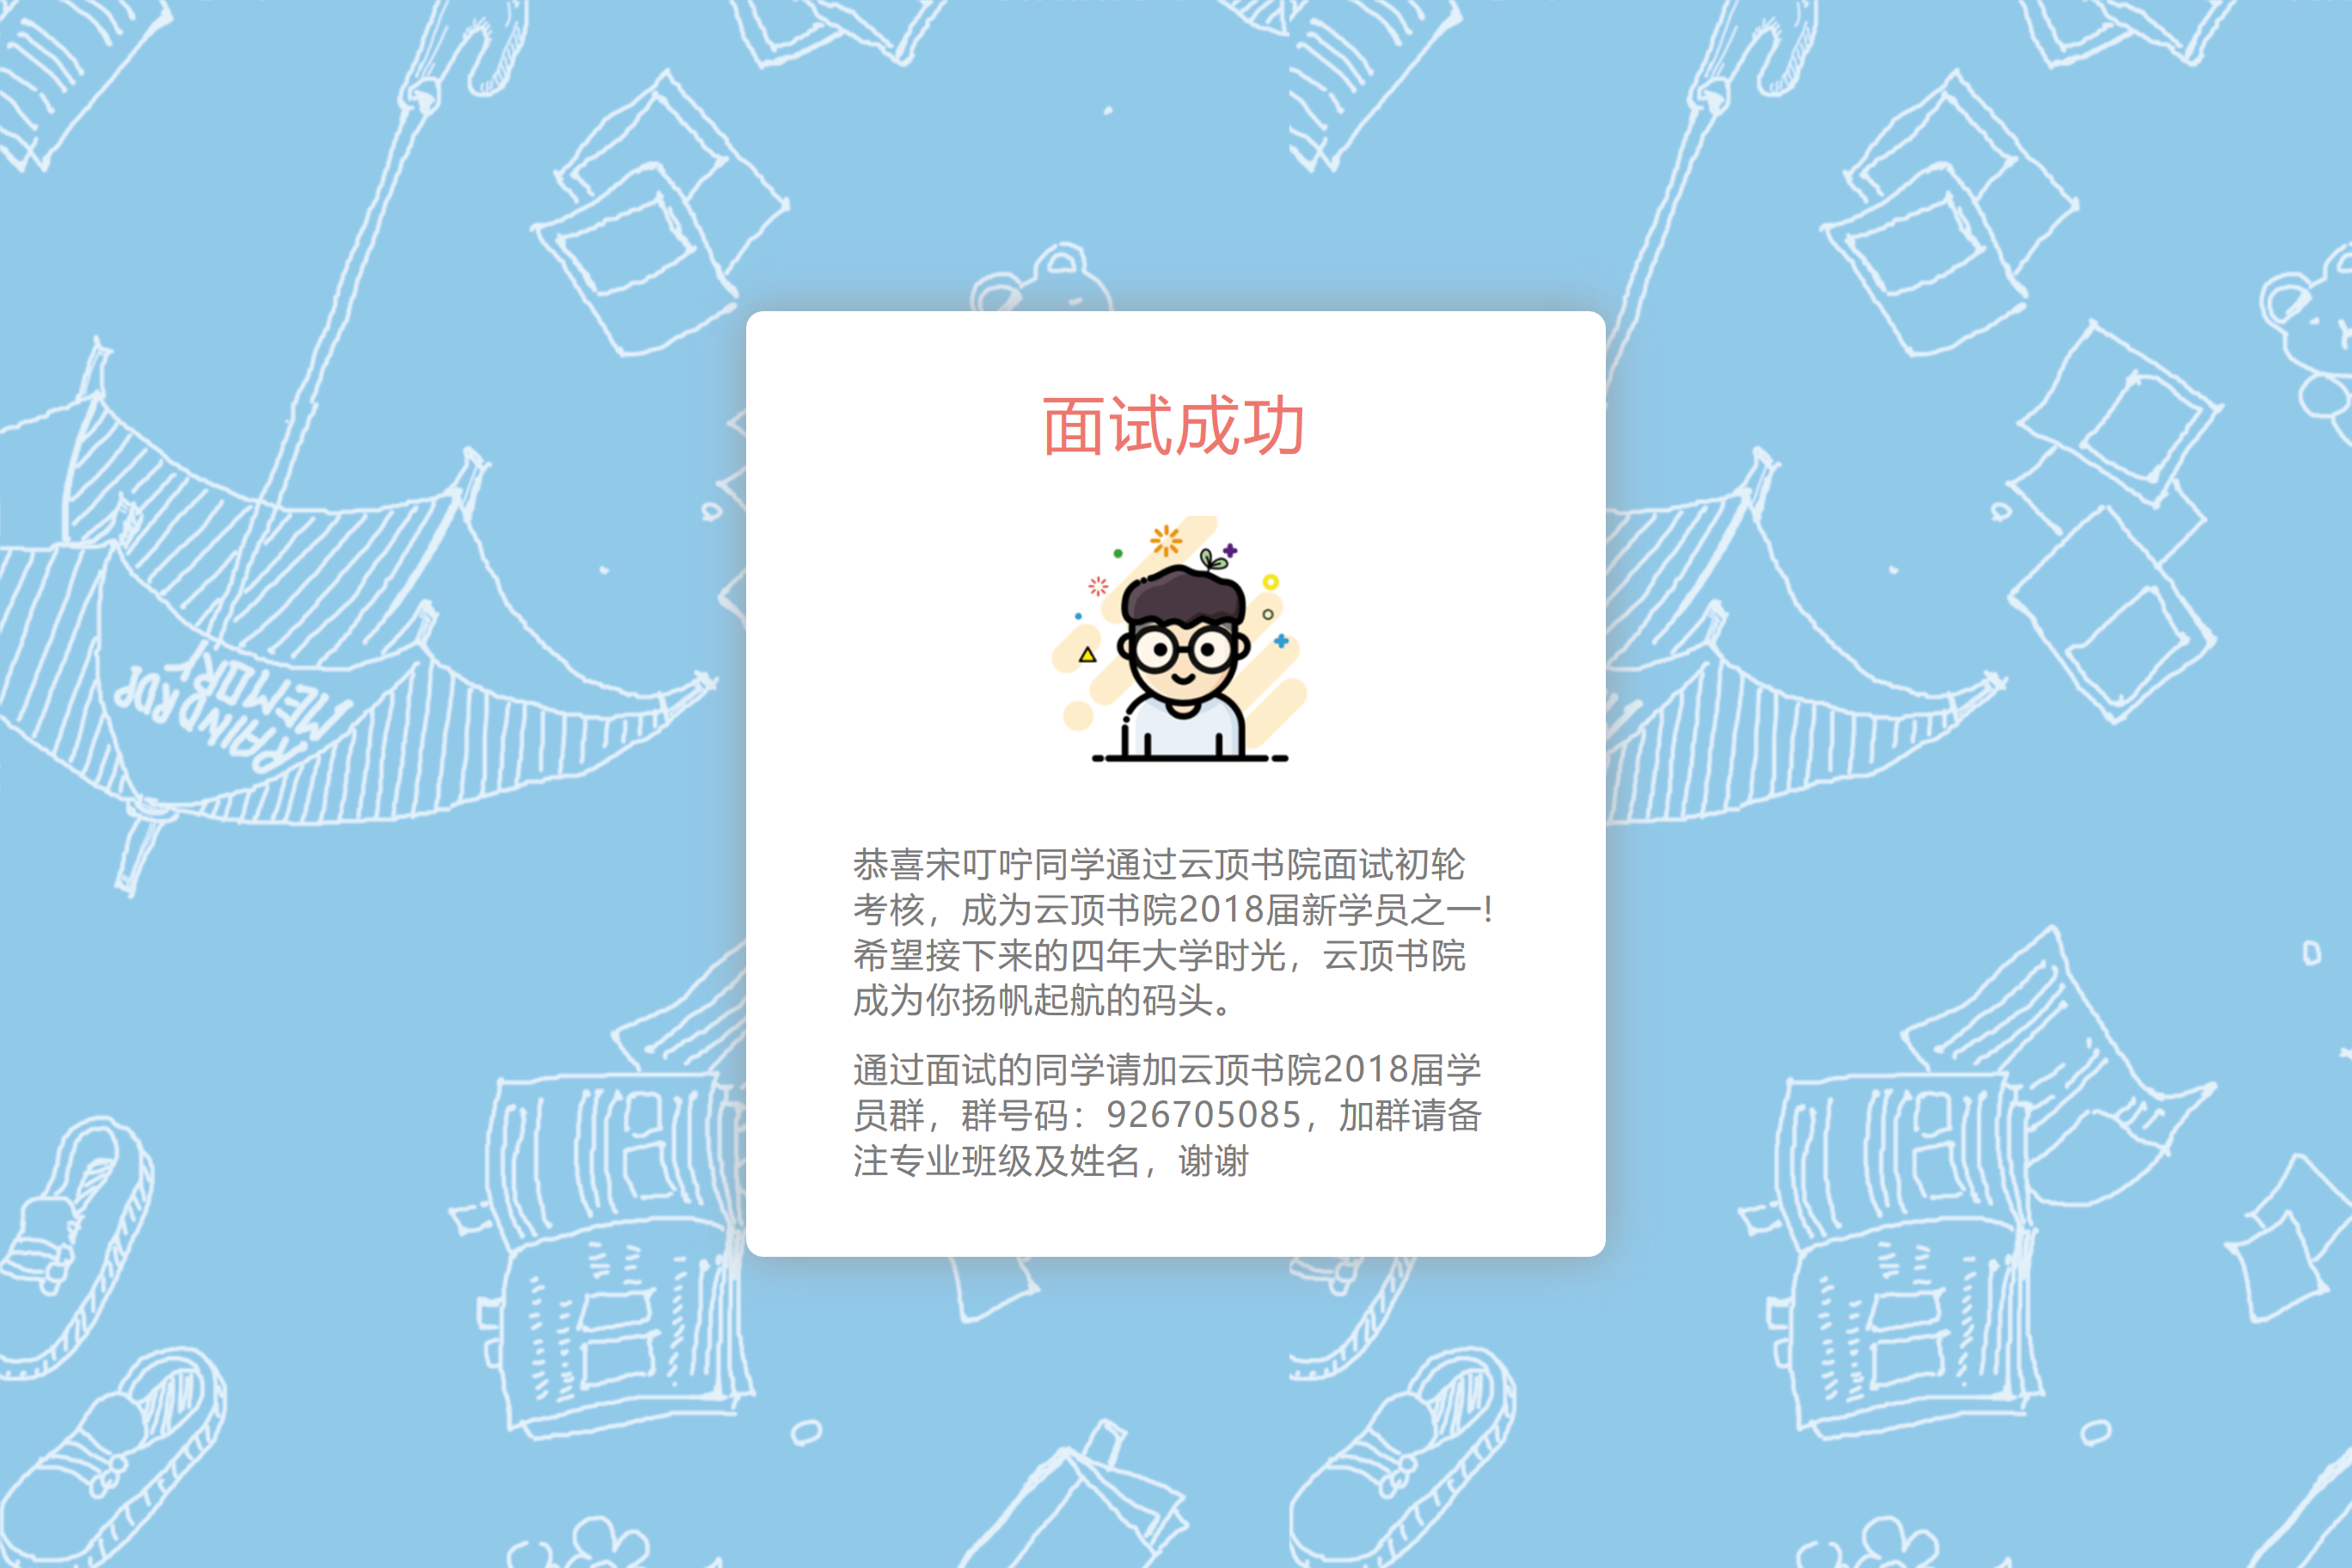 面试成功
恭喜宋叮咛同学通过云顶书院面试初轮
考核，成为云顶书院2018届新学员之一!
希望接下来的四年大学时光，云顶书院
成为你扬帆起航的码头。
通过面试的同学请加云顶书院2018届学
员群，群号码：926705085，加群请备
注专业班级及姓名，谢谢
RAINDROP
MEMORY